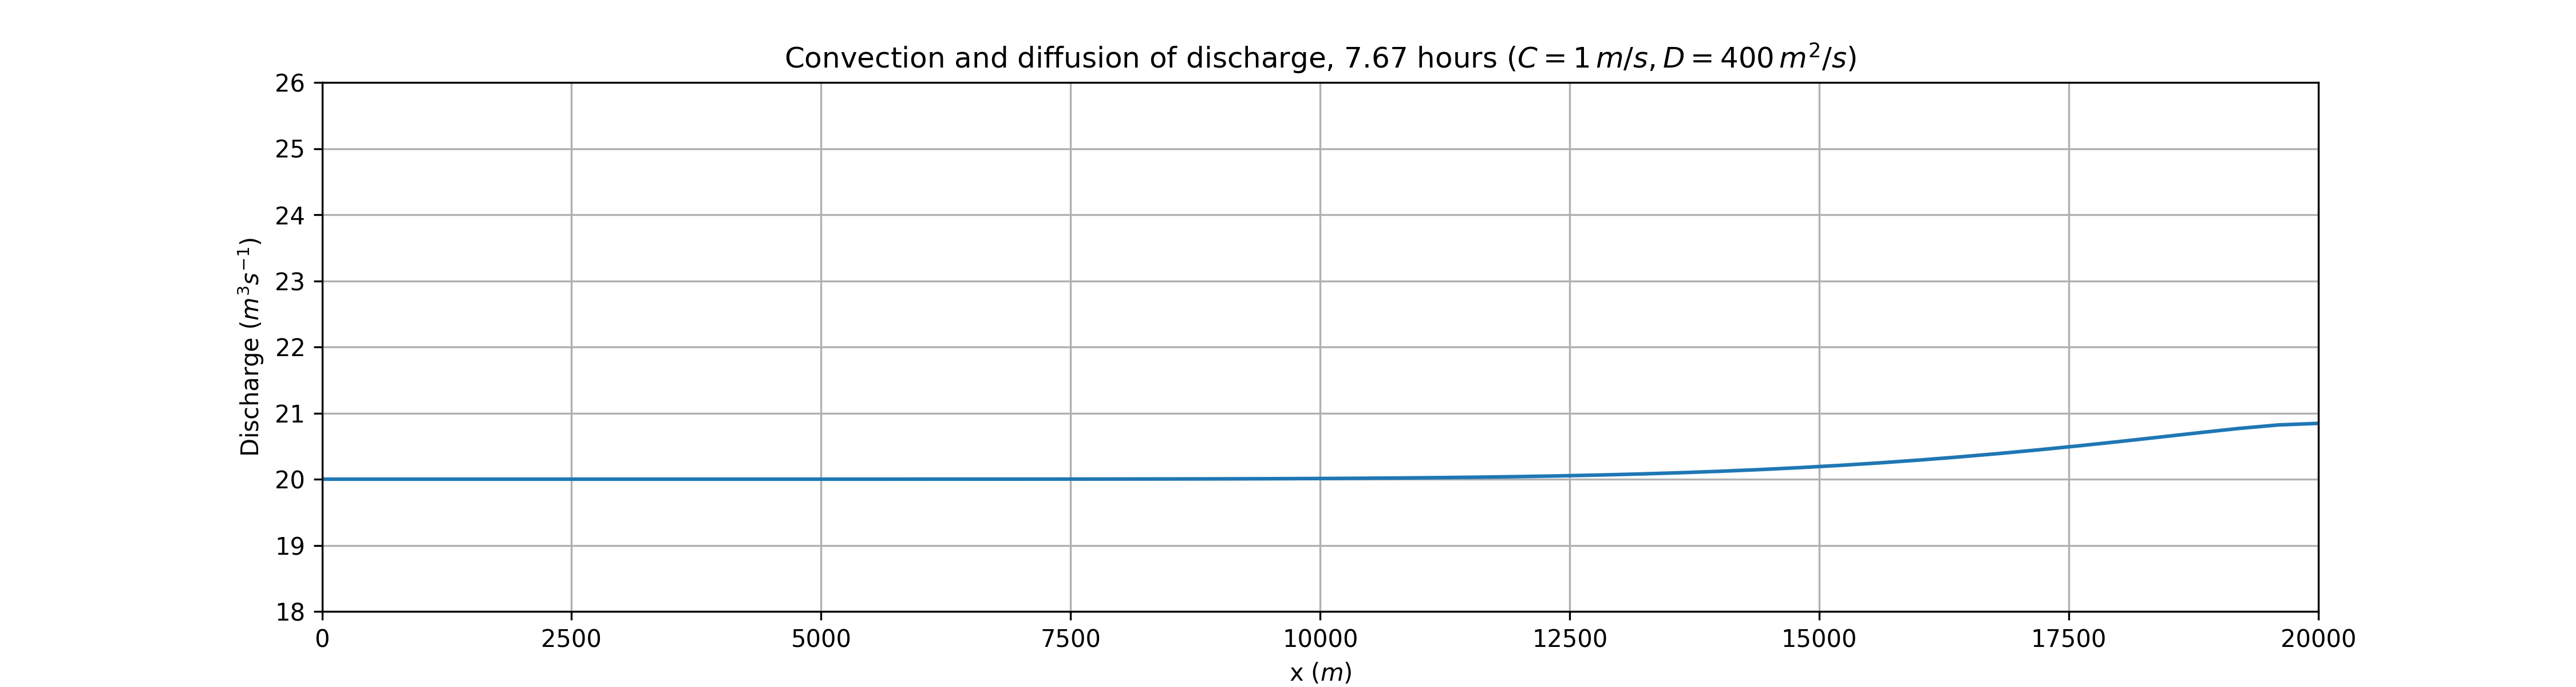 Convection and diffusion of discharge, 7.67 hours (C = 1 m/s, D = 400 m²/s)
26
25
24
23
22
21
20
19
18
Discharge (m³s⁻¹)
0 2500 5000 7500 10000 12500 15000 17500 20000
x (m)